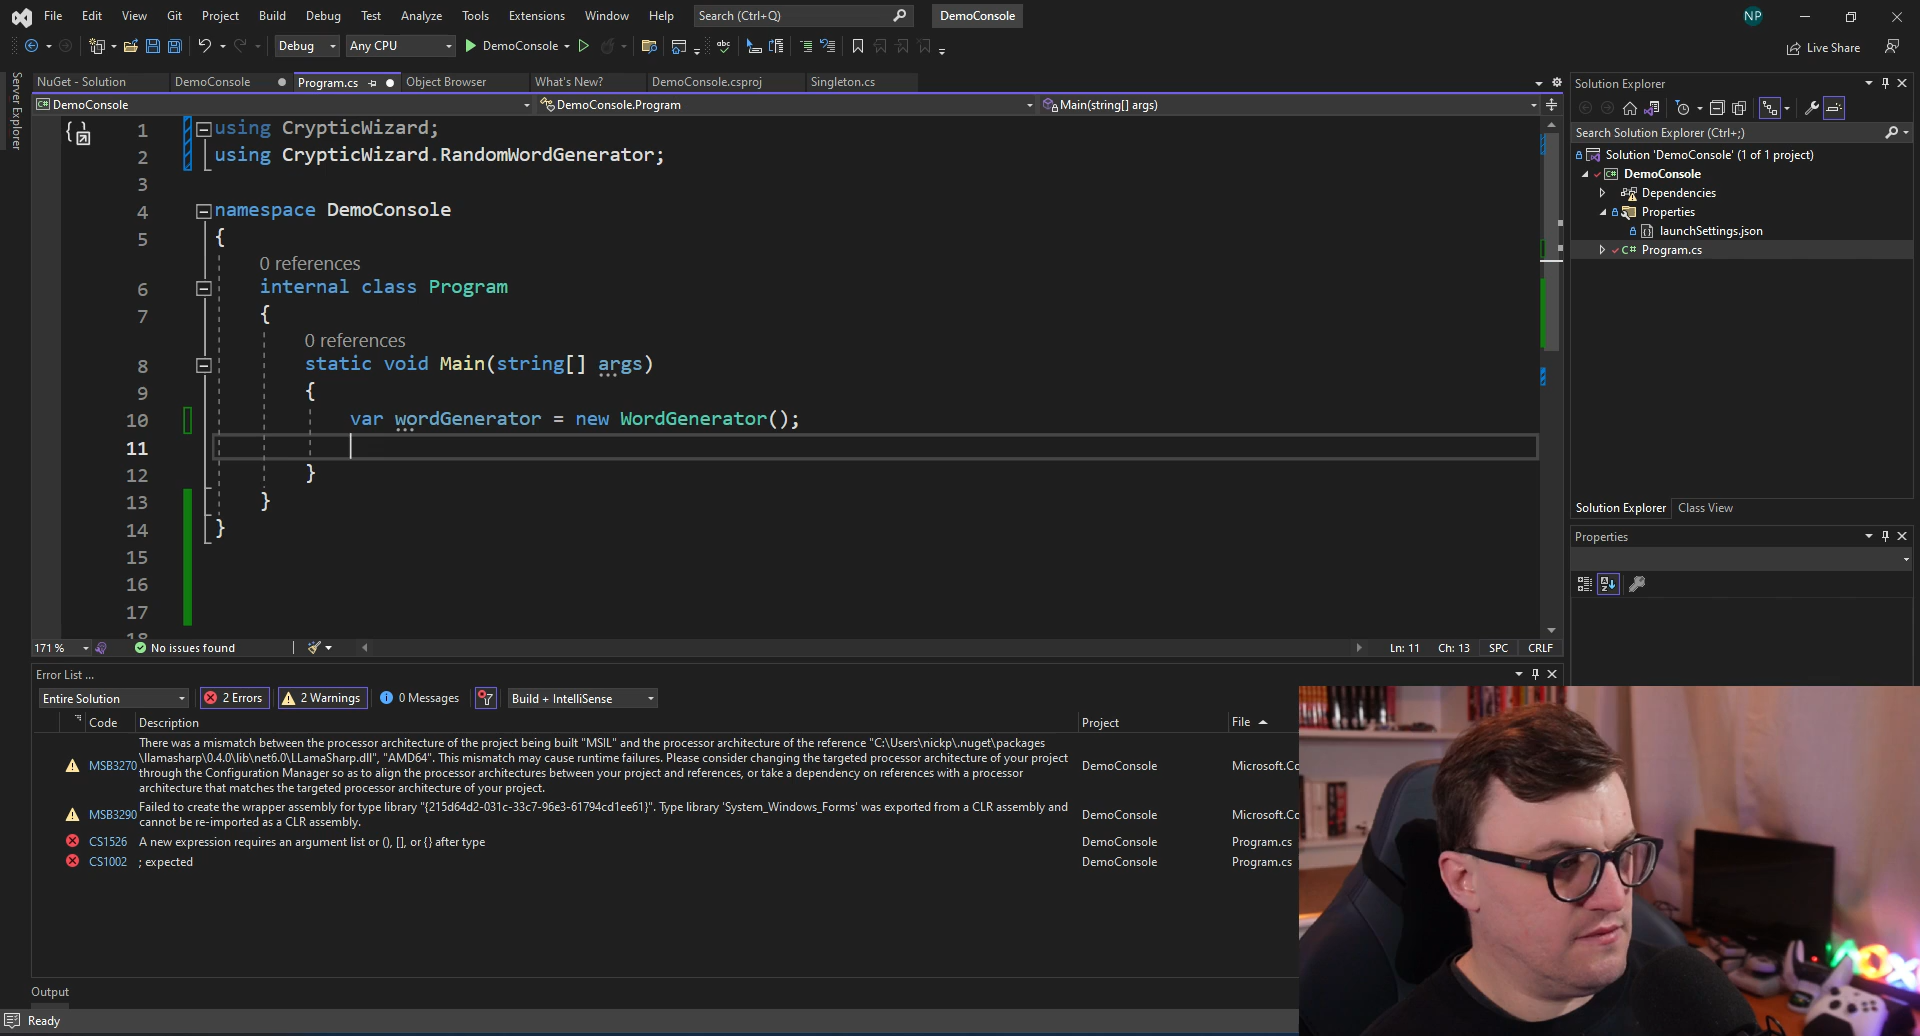 File Edit View Git Project Build Debug Test Analyze Tools Extensions Window Help Search (Ctrl+Q) DemoConsole NP
Debug Any CPU DemoConsole Live Share
Server Explorer
NuGet - Solution DemoConsole Program.cs Object Browser What's New? DemoConsole.csproj Singleton.cs
DemoConsole DemoConsole.Program Main(string[] args)
1 using CrypticWizard;
2 using CrypticWizard.RandomWordGenerator;
3
4 namespace DemoConsole
5 {
0 references
6 internal class Program
7 {
0 references
8 static void Main(string[] args)
9 {
10 var wordGenerator = new WordGenerator();
11
12 }
13 }
14 }
15
16
17
18
171 % No issues found Ln: 11 Ch: 13 SPC CRLF
Solution Explorer
Search Solution Explorer (Ctrl+;)
Solution 'DemoConsole' (1 of 1 project)
C# DemoConsole
Dependencies
Properties
launchSettings.json
C# Program.cs
Solution Explorer Class View
Properties
Error List ...
Entire Solution 2 Errors 2 Warnings 0 Messages Build + IntelliSense
Code Description Project File
MSB3270 There was a mismatch between the processor architecture of the project being built "MSIL" and the processor architecture of the reference "C:\Users\nickp\.nuget\packages
\llamasharp\0.4.0\lib\net6.0\LLamaSharp.dll", "AMD64". This mismatch may cause runtime failures. Please consider changing the targeted processor architecture of your project
through the Configuration Manager so as to align the processor architectures between your project and references, or take a dependency on references with a processor
architecture that matches the targeted processor architecture of your project. DemoConsole Microsoft.Co
MSB3290 Failed to create the wrapper assembly for type library "{215d64d2-031c-33c7-96e3-61794cd1ee61}". Type library 'System_Windows_Forms' was exported from a CLR assembly and
cannot be re-imported as a CLR assembly. DemoConsole Microsoft.Co
CS1526 A new expression requires an argument list or (), [], or {} after type DemoConsole Program.cs
CS1002 ; expected DemoConsole Program.cs
Output
Ready